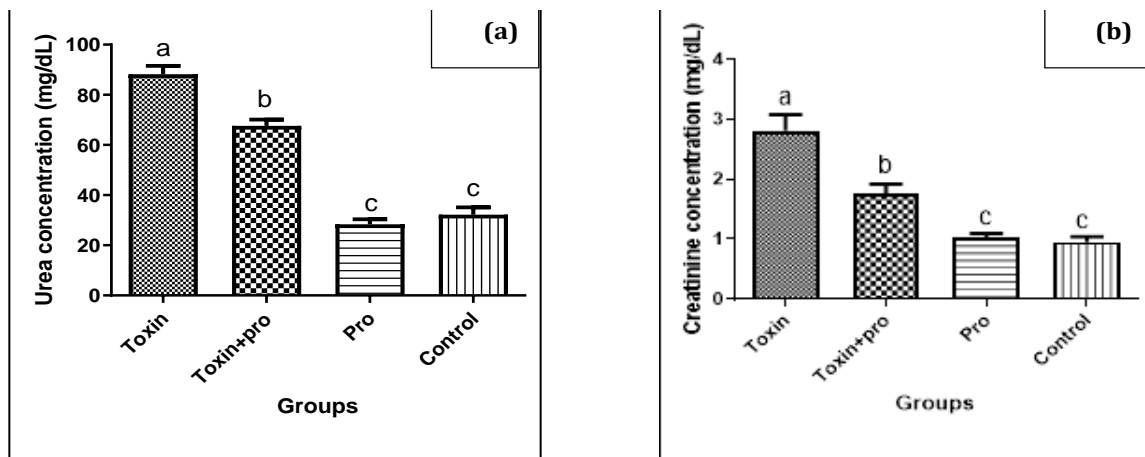 (a)
Urea concentration (mg/dL)
100
80
60
40
20
0
a
b
c
c
Toxin
Toxin+pro
Pro
Control
Groups
(b)
Creatinine concentration (mg/dL)
4
3
2
1
0
a
b
c
c
Toxin
Toxin+pro
Pro
Control
Groups